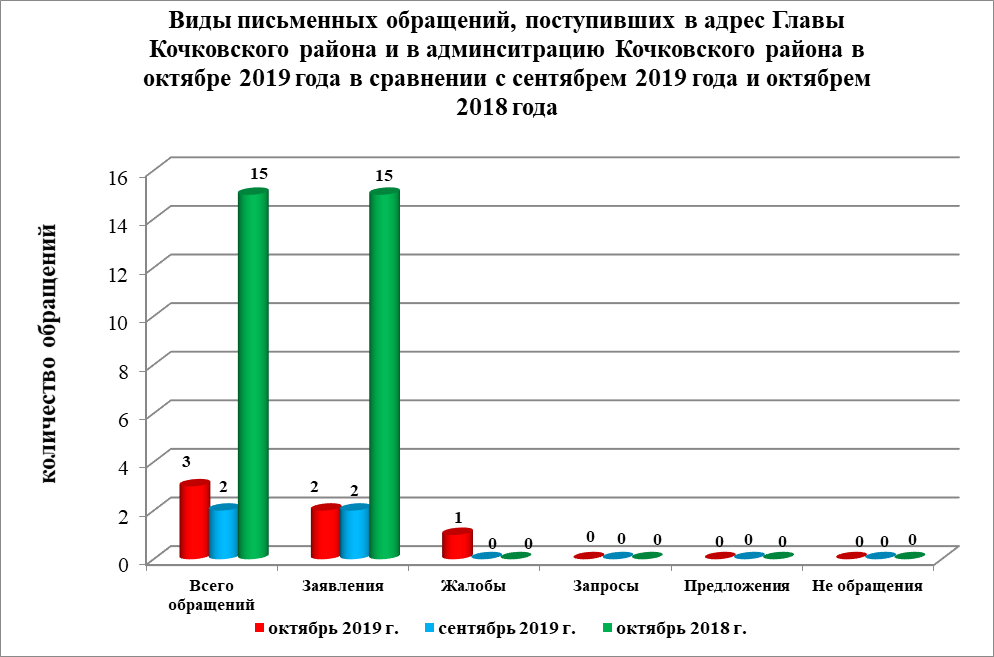 Виды письменных обращений, поступивших в адрес Главы
Кочковского района и в админситрацию Кочковского района в
октябре 2019 года в сравнении с сентябрем 2019 года и октябрем
2018 года
количество обращений
16
14
12
10
8
6
4
2
0
3
2
15
2
2
15
1
0
0
0
0
0
0
0
0
0
0
0
Всего
обращений
Заявления
Жалобы
Запросы
Предложения
Не обращения
октябрь 2019 г.
сентябрь 2019 г.
октябрь 2018 г.